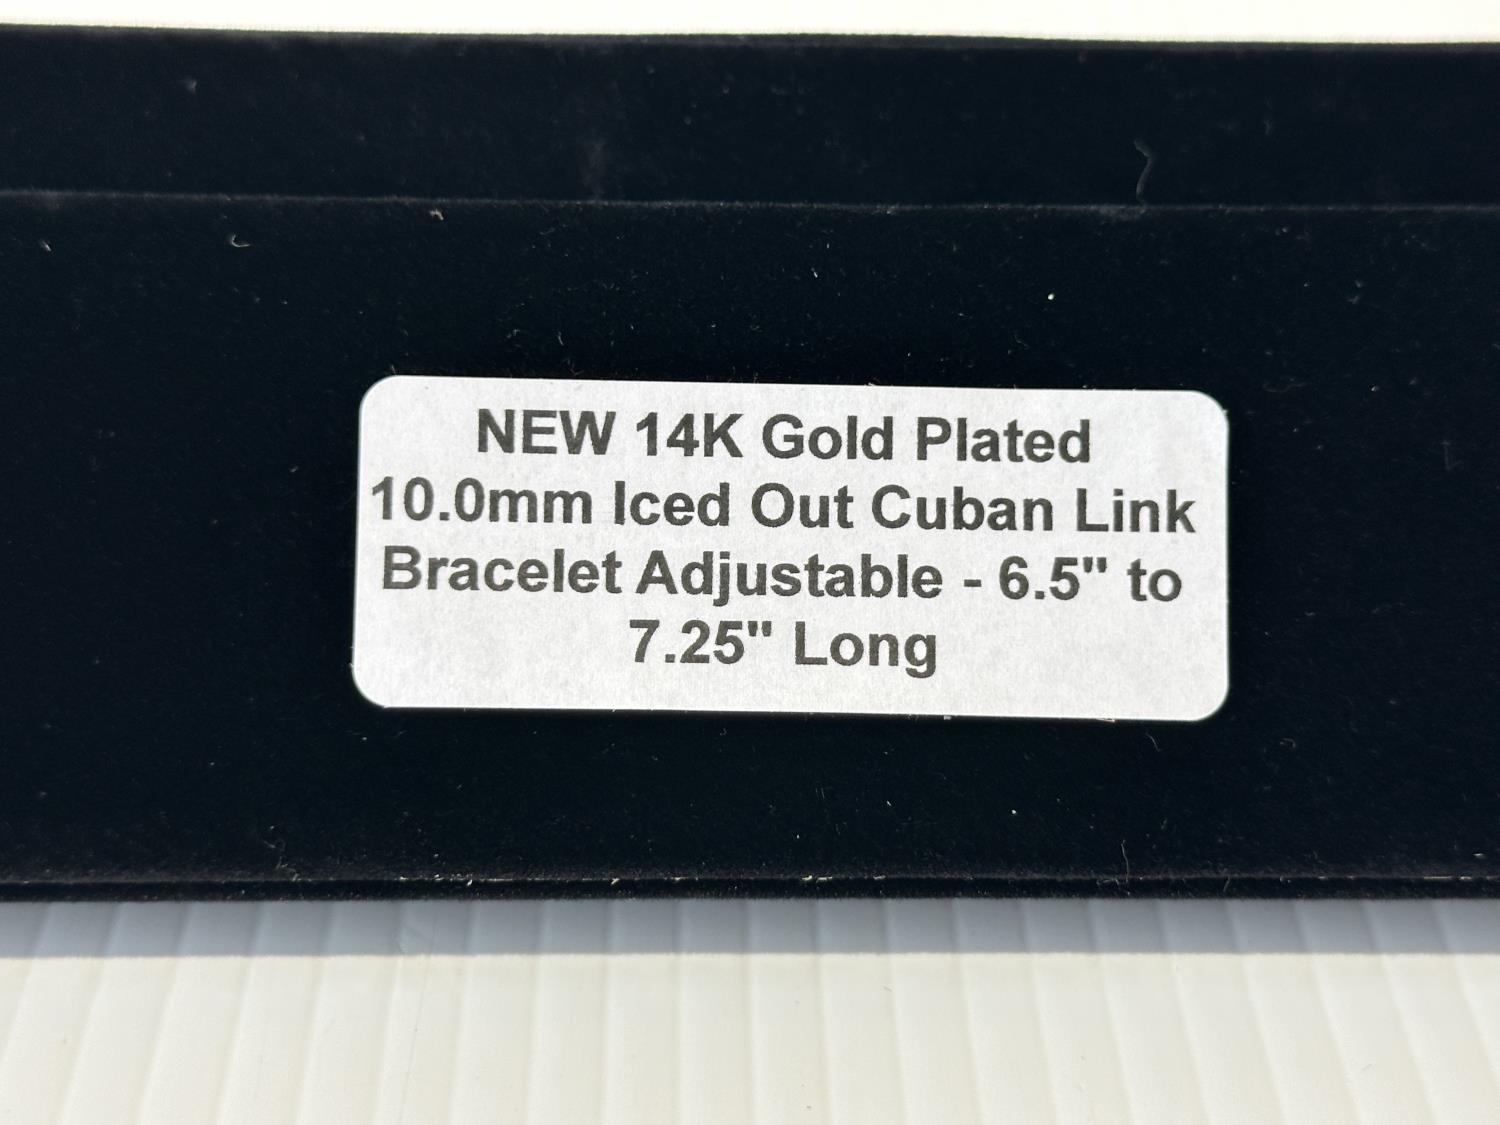 NEW 14K Gold Plated
10.0mm Iced Out Cuban Link
Bracelet Adjustable - 6.5" to
7.25" Long